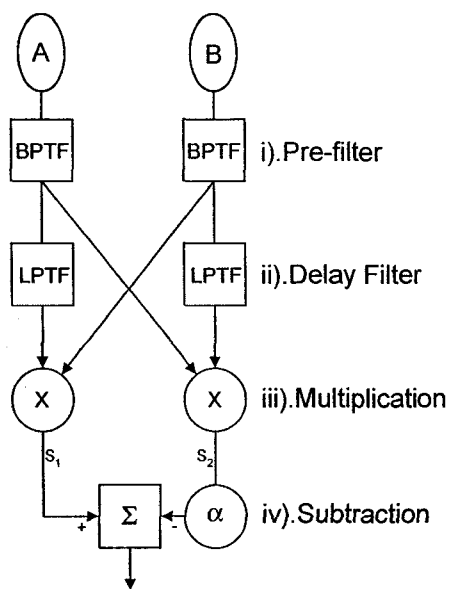 A B
BPTF BPTF i).Pre-filter
LPTF LPTF ii).Delay Filter
X X iii).Multiplication
S1 S2
+ Σ - α iv).Subtraction